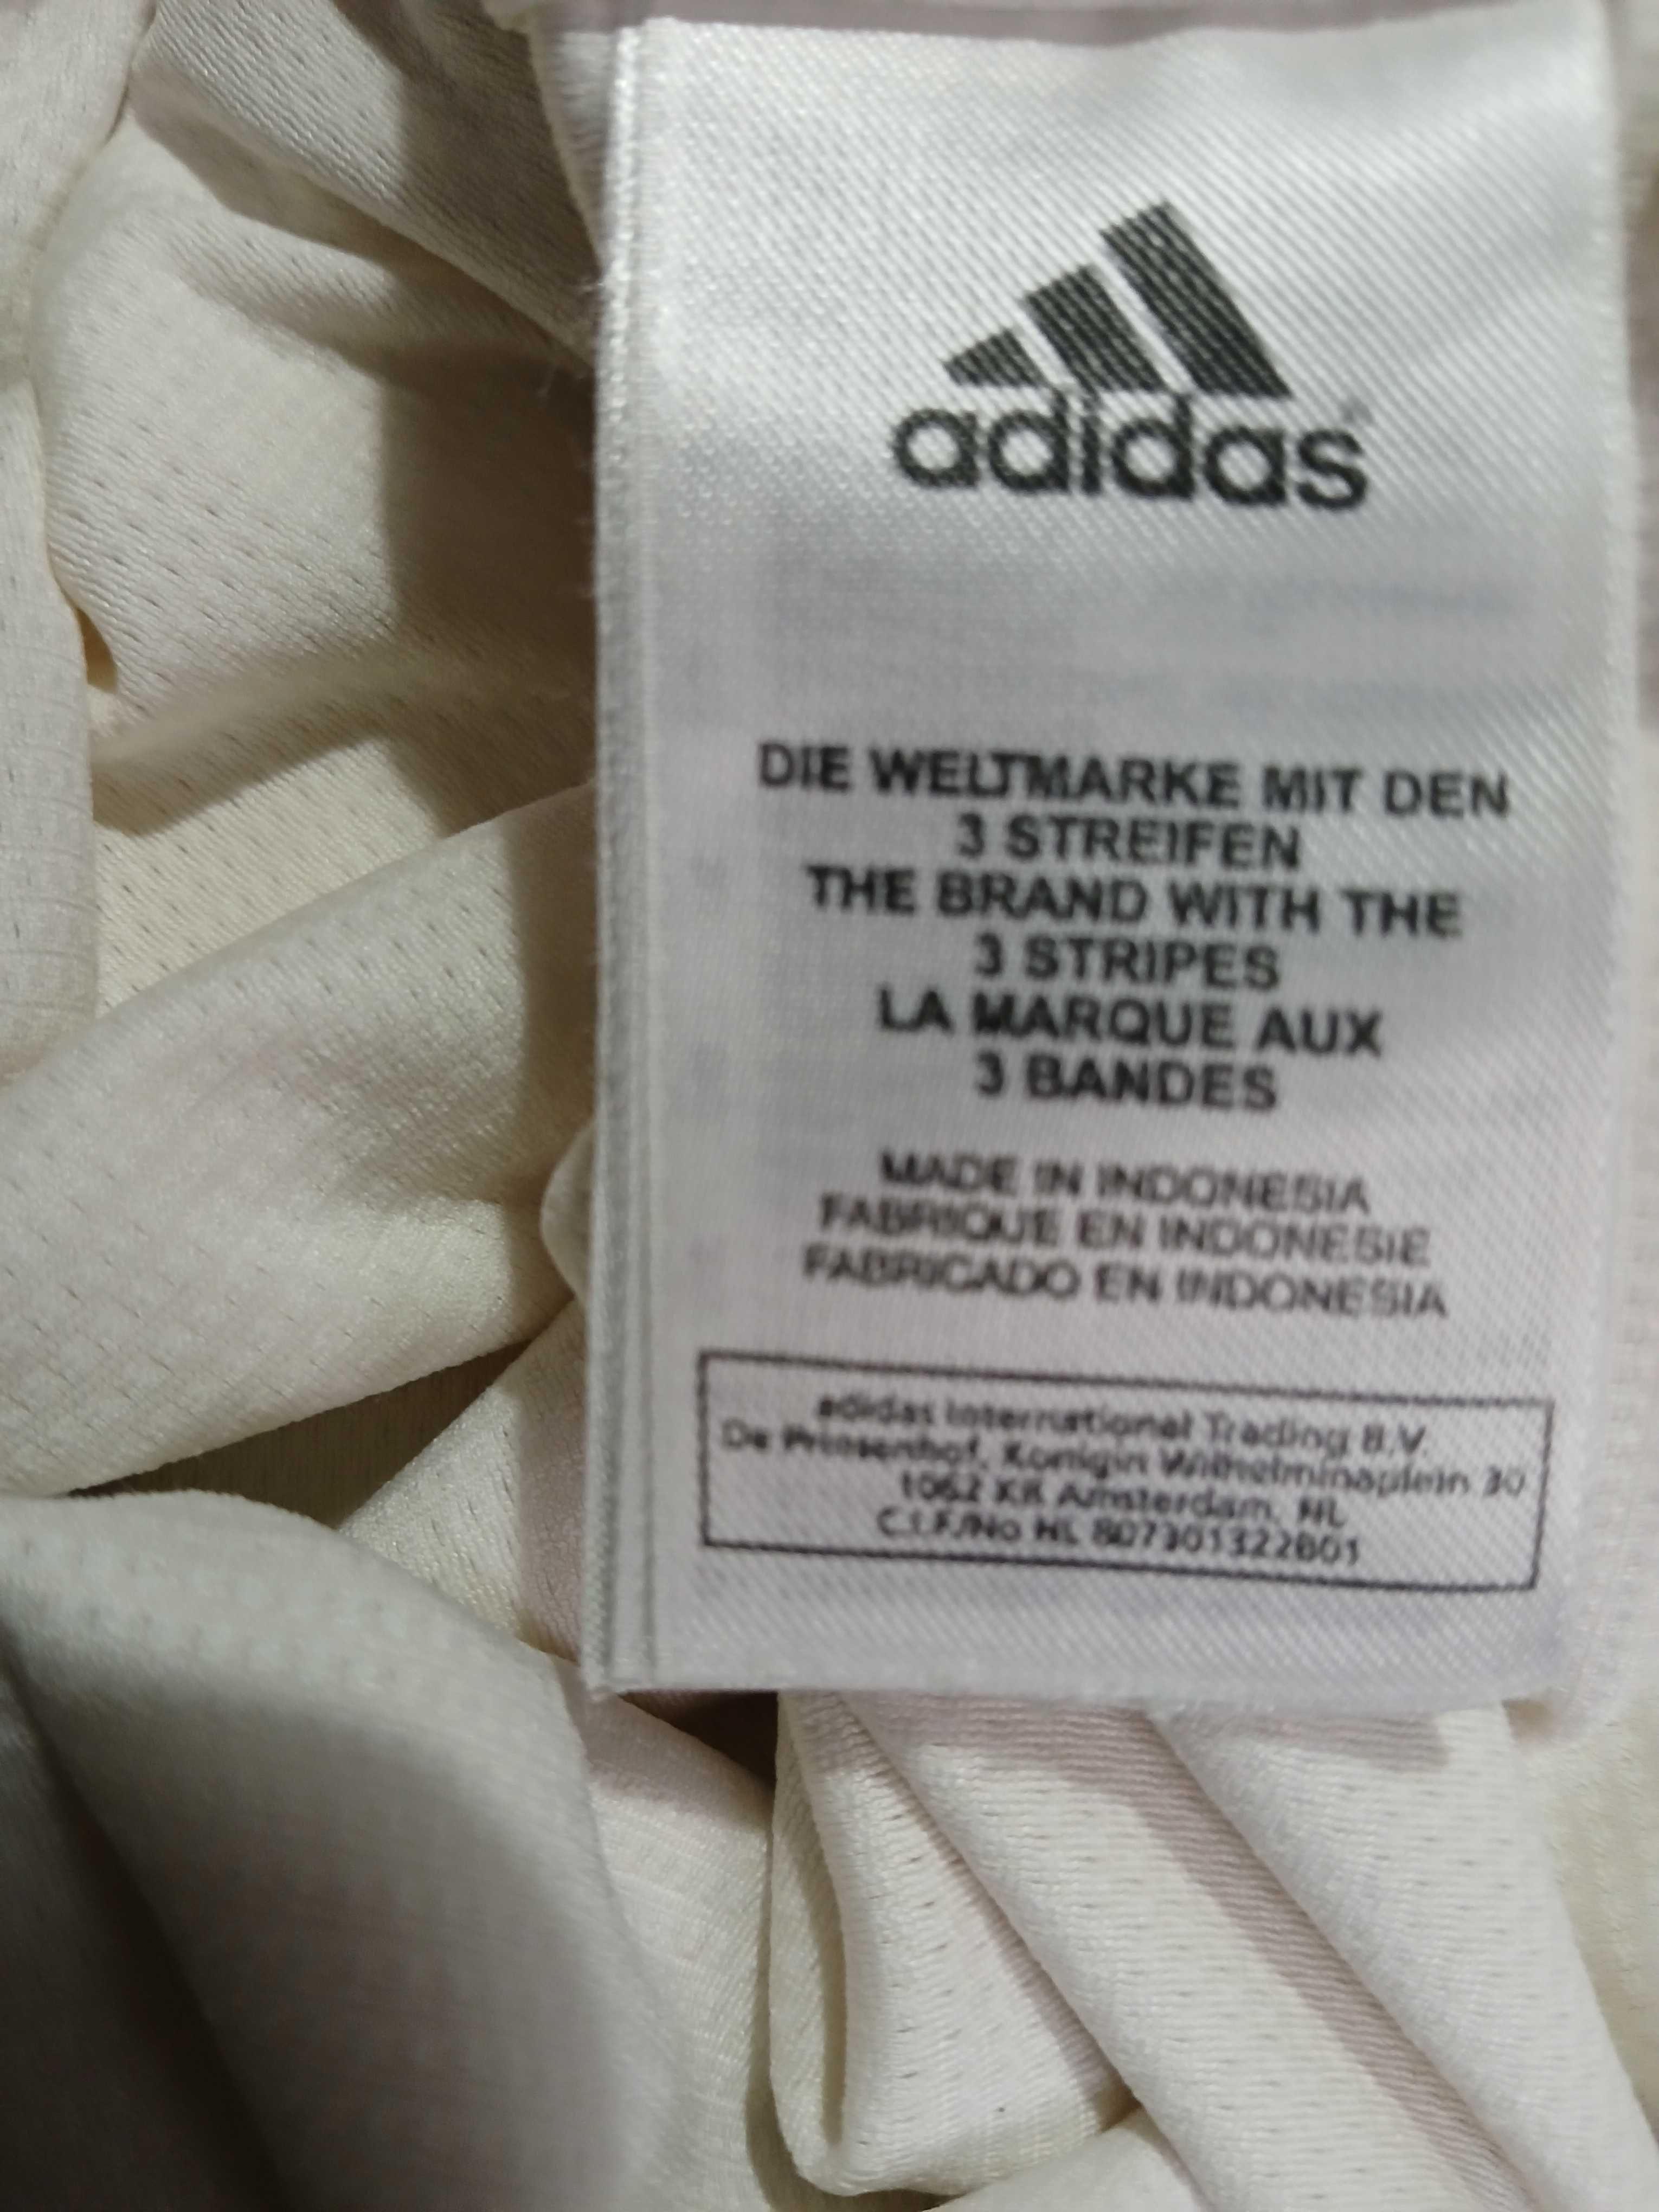 adidas®
DIE WELTMARKE MIT DEN
3 STREIFEN
THE BRAND WITH THE
3 STRIPES
LA MARQUE AUX
3 BANDES
MADE IN INDONESIA
FABRIQUE EN INDONESIE
FABRICADO EN INDONESIA
adidas International Trading B.V.
De Prinsenhof, Konigin Wilhelminaplein 30
1062 KR Amsterdam, NL
C.I.F./No NL 807301322B01